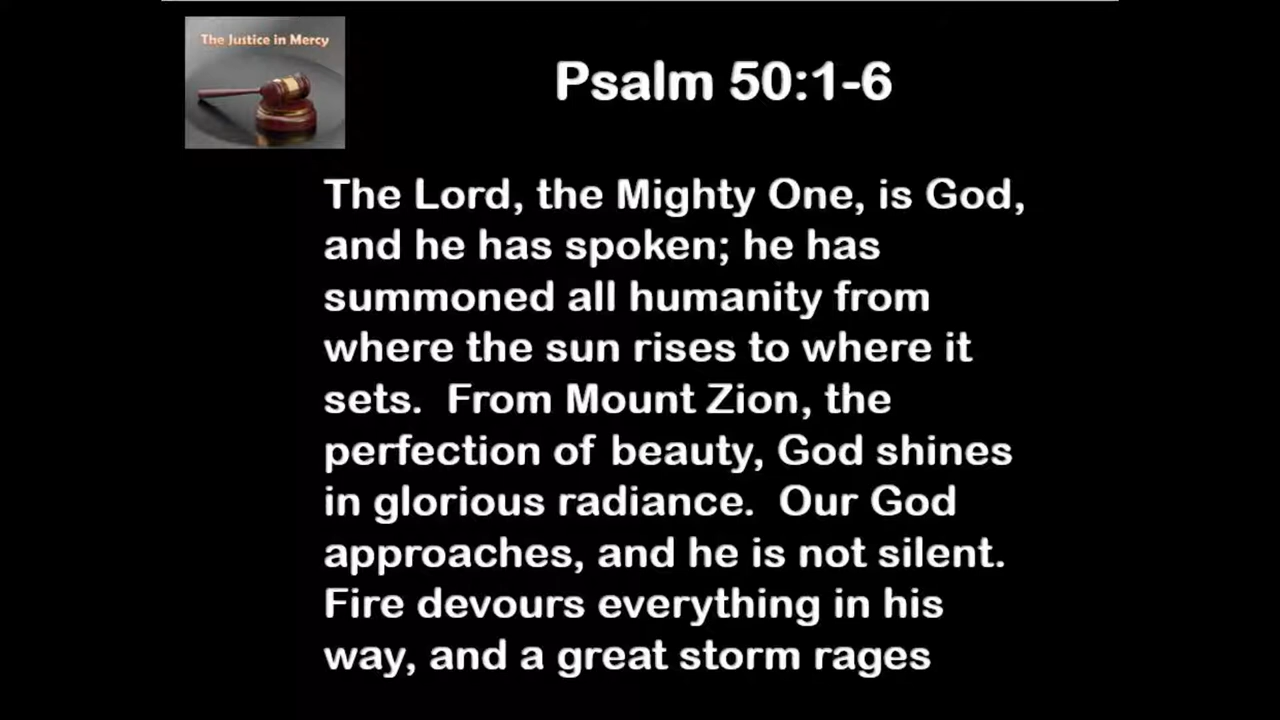 The Justice in Mercy
Psalm 50:1-6
The Lord, the Mighty One, is God,
and he has spoken; he has
summoned all humanity from
where the sun rises to where it
sets.  From Mount Zion, the
perfection of beauty, God shines
in glorious radiance.  Our God
approaches, and he is not silent.
Fire devours everything in his
way, and a great storm rages